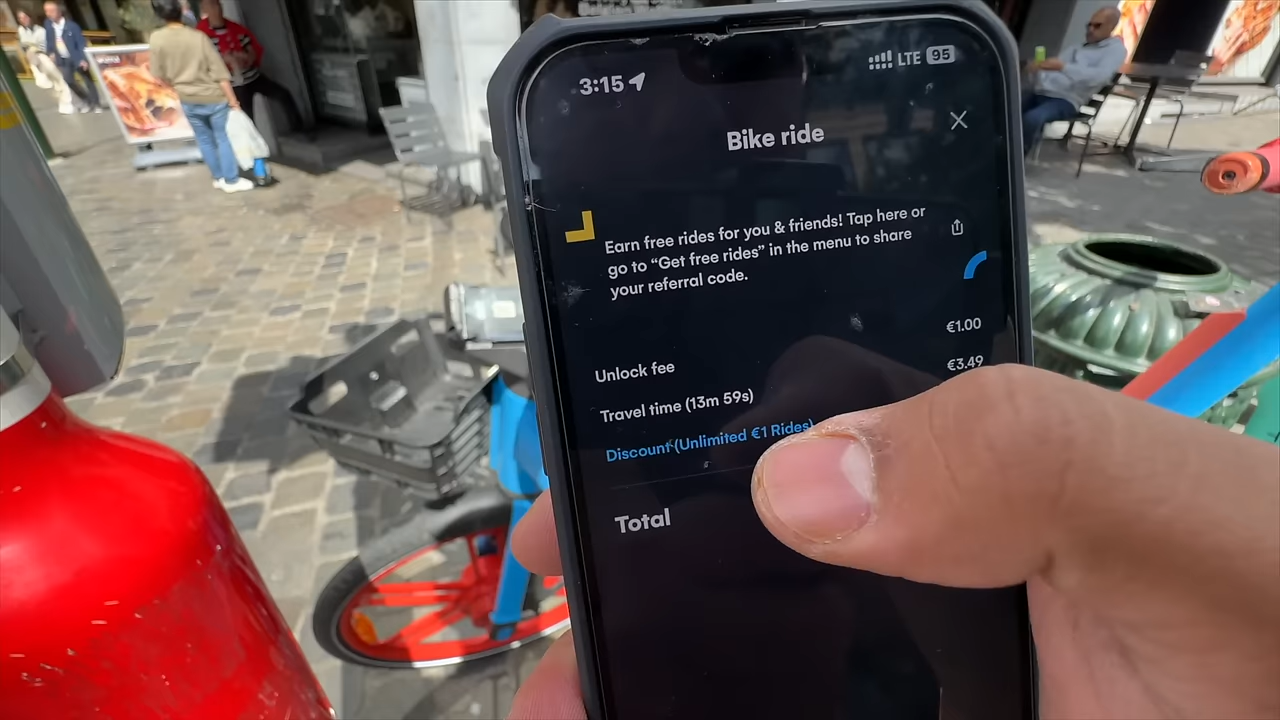 3:15
LTE 95
Bike ride
Earn free rides for you & friends! Tap here or
go to “Get free rides” in the menu to share
your referral code.
Unlock fee
€1.00
Travel time (13m 59s)
€3.49
Discount (Unlimited €1 Rides)
Total